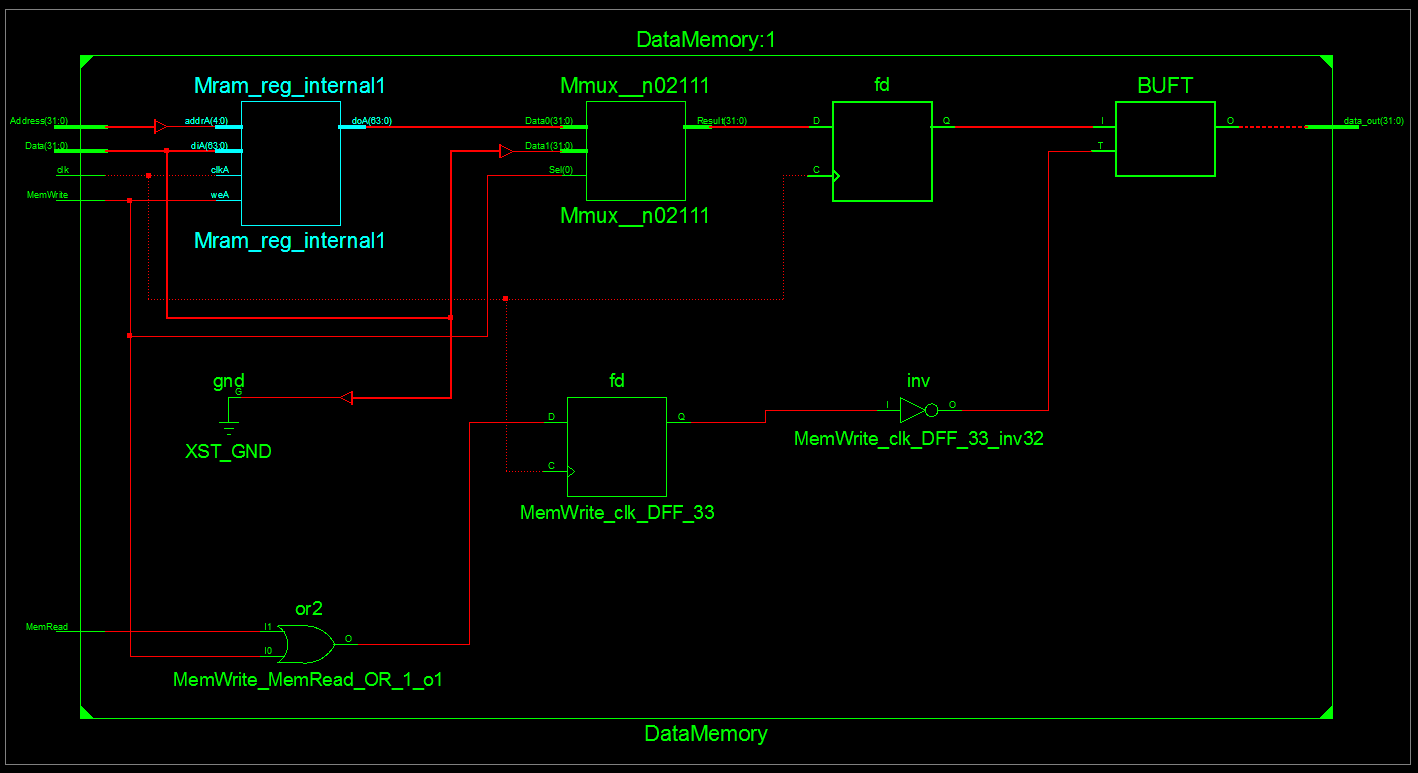 DataMemory:1
Mram_reg_internal1
Mmux__n02111
fd
BUFT
Address(31:0)
addrA(4:0)
doA(63:0)
Data0(31:0)
Result(31:0)
D
Q
I
O
data_out(31:0)
Data(31:0)
diA(63:0)
Data1(31:0)
T
clk
clkA
Sel(0)
C
MemWrite
weA
Mmux__n02111
Mram_reg_internal1
gnd
fd
inv
G
D
Q
I
O
XST_GND
MemWrite_clk_DFF_33_inv32
C
MemWrite_clk_DFF_33
or2
MemRead
I1
O
I0
MemWrite_MemRead_OR_1_o1
DataMemory